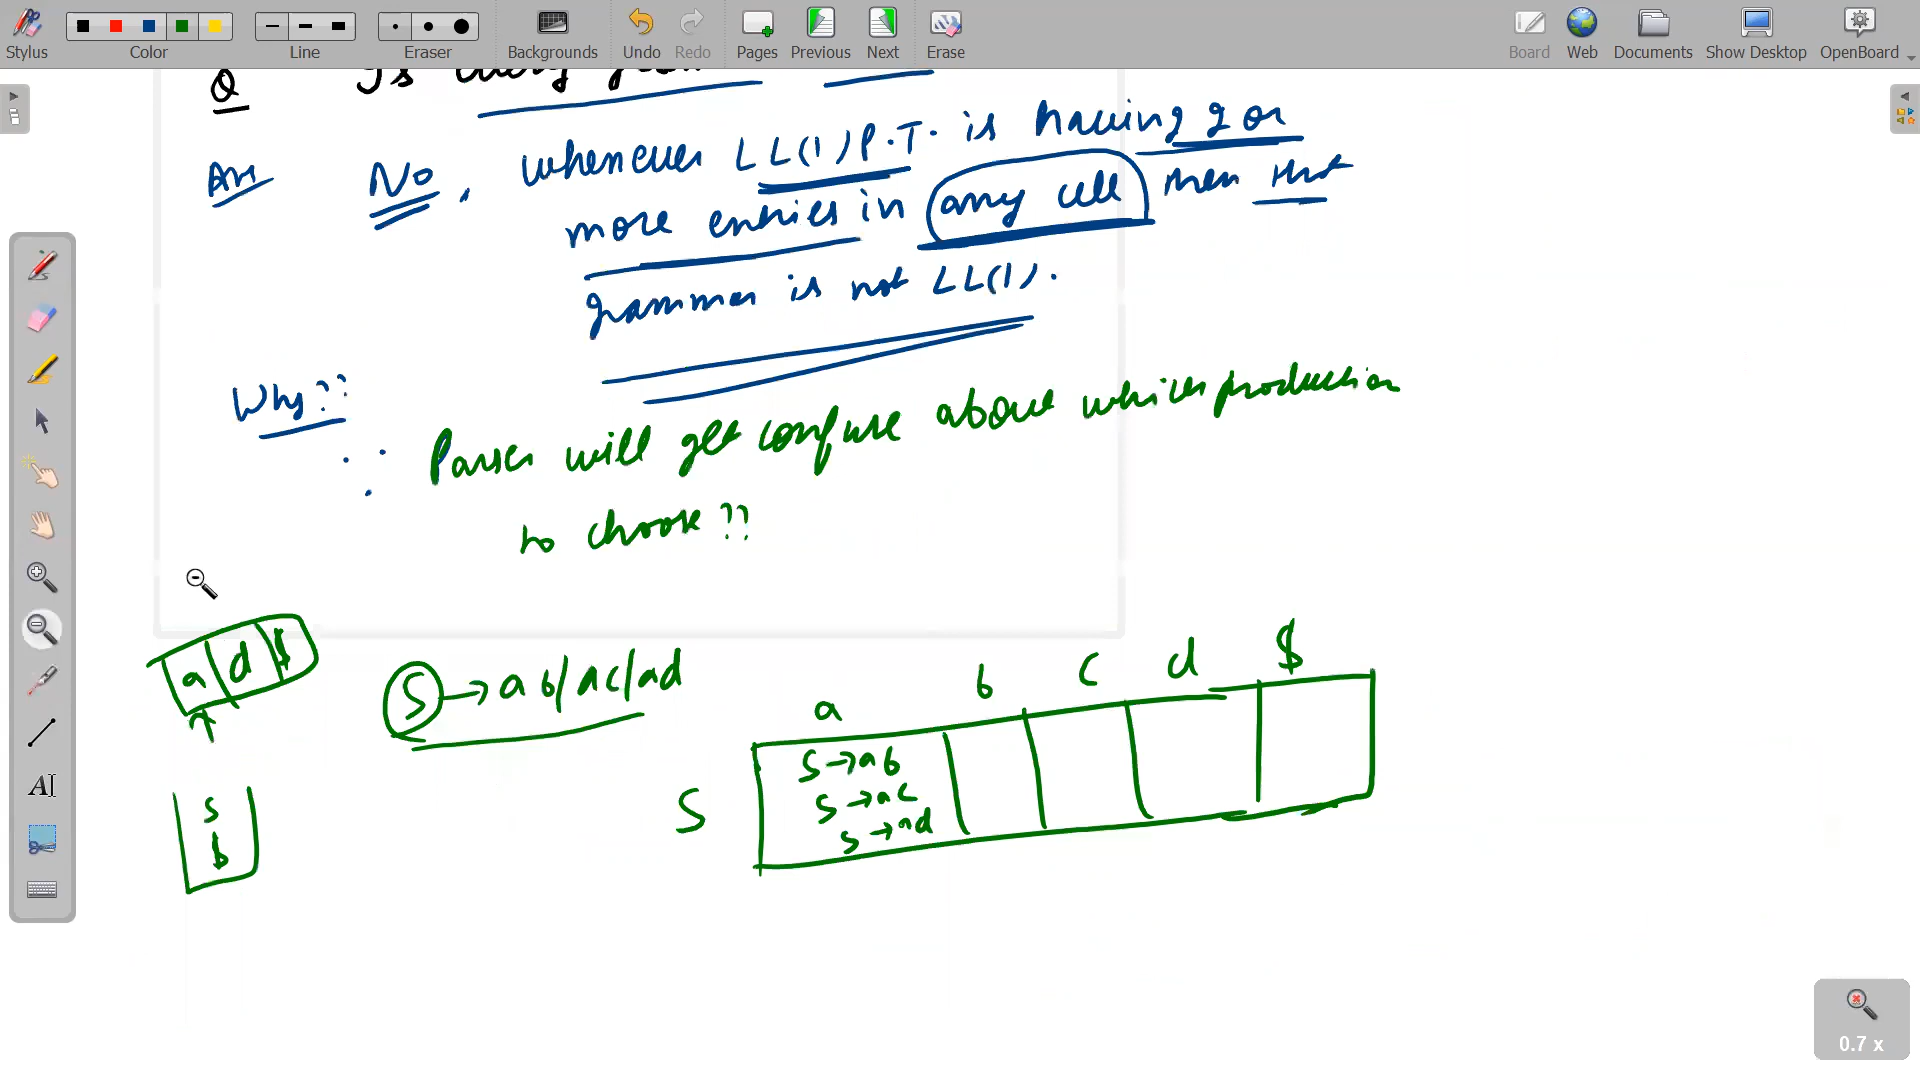 Stylus Color Line Eraser Backgrounds Undo Redo Pages Previous Next Erase Board Web Documents Show Desktop OpenBoard
Q Is every
Ans No, whenever LL(1) P.T. is having 2 or
more entries in any cell then that
grammar is not LL(1).
Why??
∵ Parser will get confuse about which production
to choose??
a d $
S → ab/ac/ad
a b c d $
S → ab
S → ac
S → ad
S
S
$
0.7 x